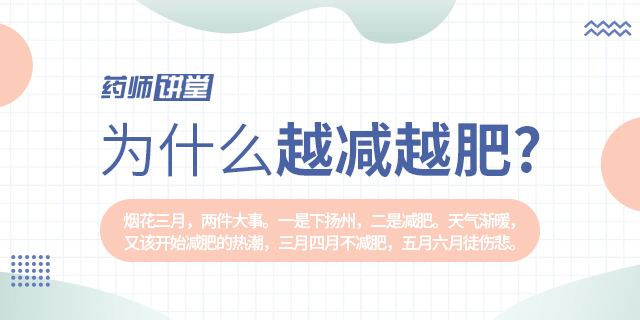 药师讲堂
为什么越减越肥?
烟花三月，两件大事。一是下扬州，二是减肥。天气渐暖，
又该开始减肥的热潮，三月四月不减肥，五月六月徒伤悲。